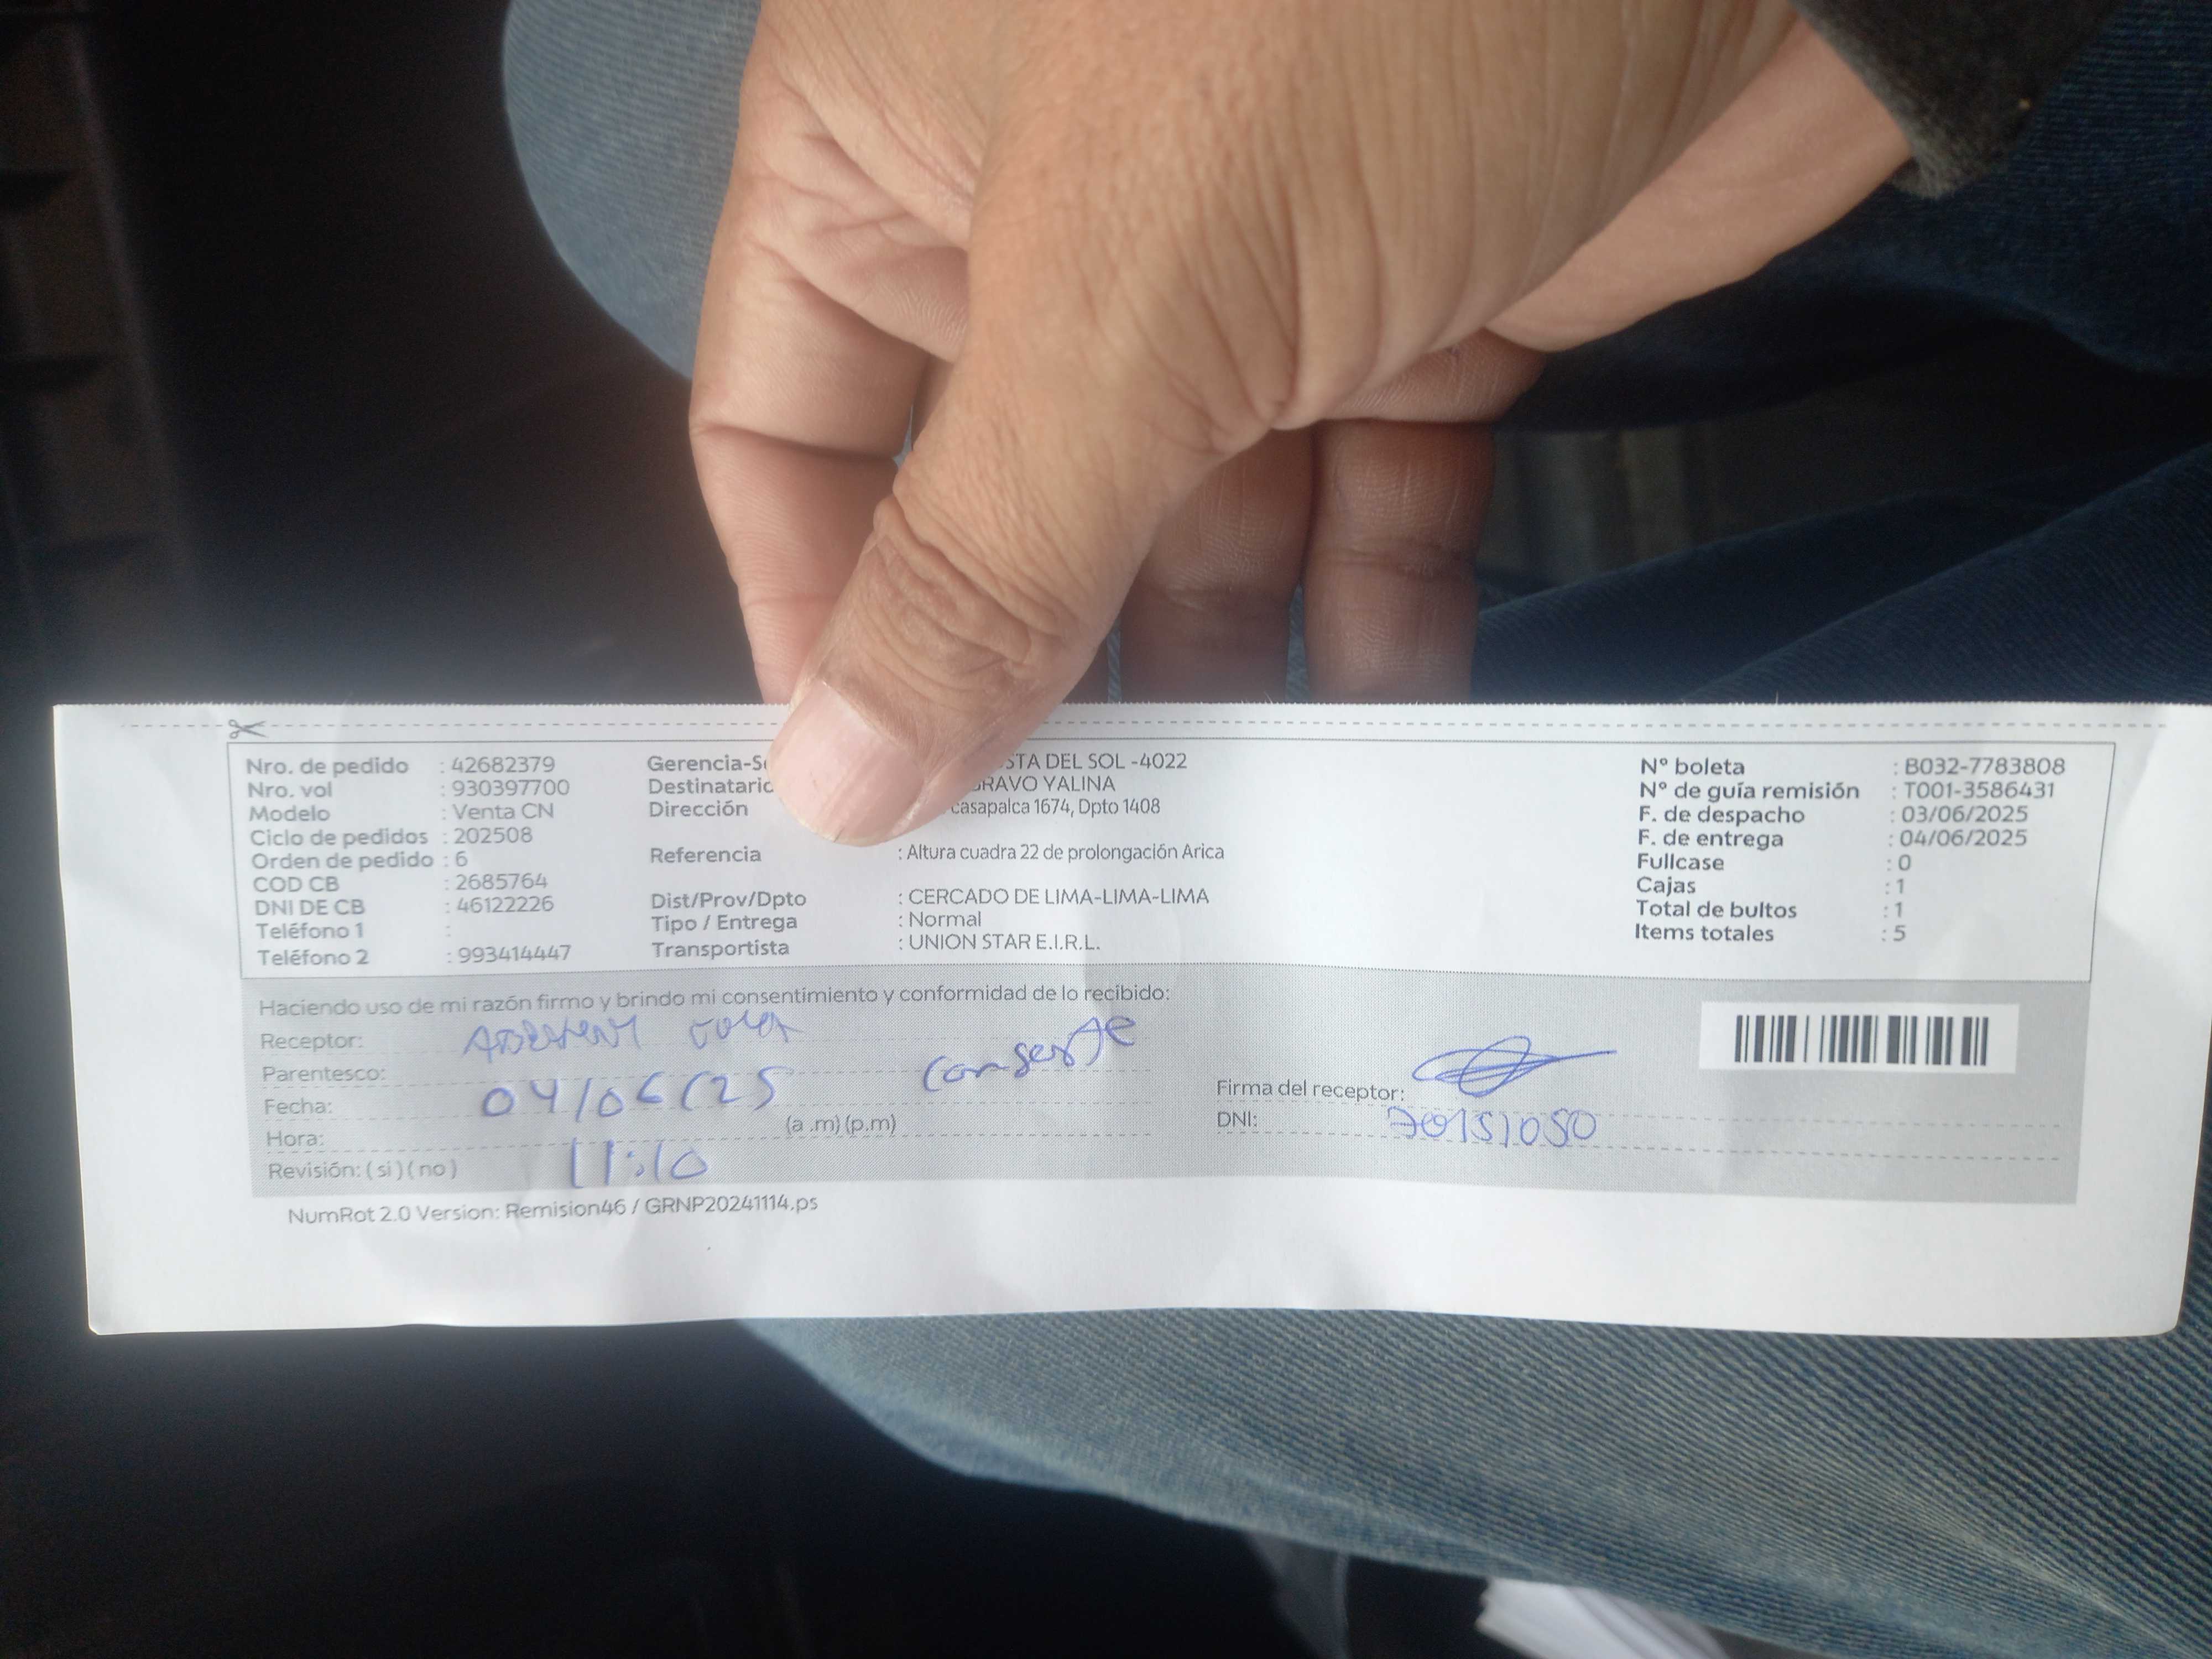 Nro. de pedido : 42682379
Nro. vol : 930397700
Modelo : Venta CN
Ciclo de pedidos : 202508
Orden de pedido : 6
COD CB : 2685764
DNI DE CB : 46122226
Teléfono 1 :
Teléfono 2 : 993414447
Gerencia-S STA DEL SOL -4022
Destinatario RAVO YALINA
Dirección casapalca 1674, Dpto 1408
Referencia : Altura cuadra 22 de prolongación Arica
Dist/Prov/Dpto : CERCADO DE LIMA-LIMA-LIMA
Tipo / Entrega : Normal
Transportista : UNION STAR E.I.R.L.
N° boleta : B032-7783808
N° de guía remisión : T001-3586431
F. de despacho : 03/06/2025
F. de entrega : 04/06/2025
Fullcase : 0
Cajas : 1
Total de bultos : 1
Items totales : 5
Haciendo uso de mi razón firmo y brindo mi consentimiento y conformidad de lo recibido:
Receptor:
Parentesco: conserje
Fecha: 04/06/25
Hora: 11:10 (a .m) (p.m)
Revisión: ( si ) ( no )
Firma del receptor:
DNI: 70151050
NumRot 2.0 Version: Remision46 / GRNP20241114.ps